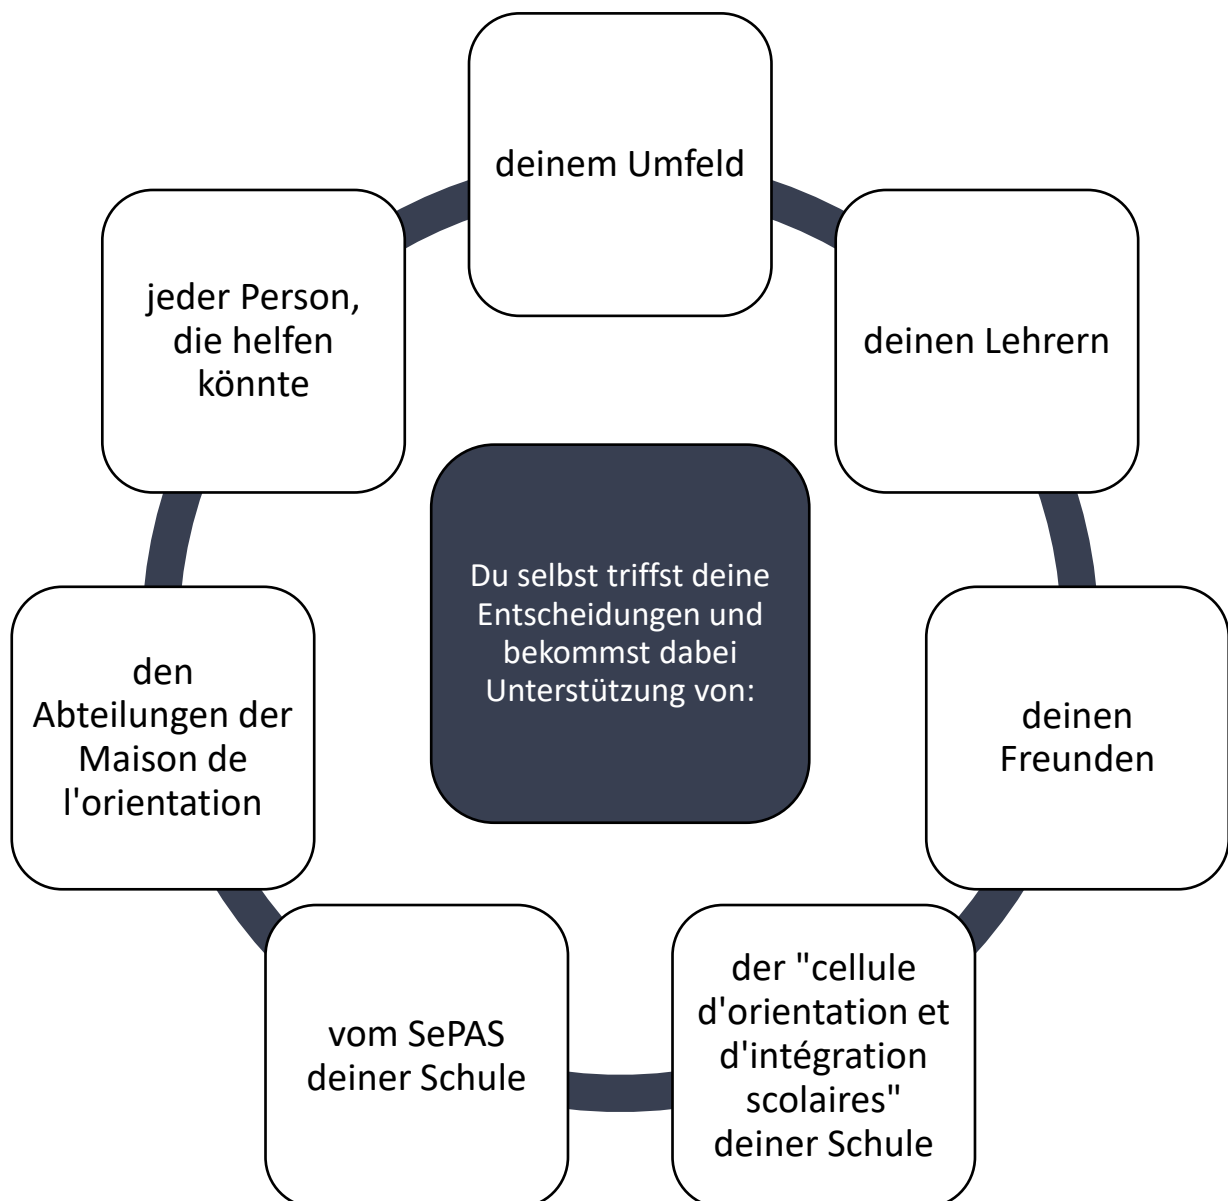 Du selbst triffst deine
Entscheidungen und
bekommst dabei
Unterstützung von:
deinem Umfeld
deinen Lehrern
deinen
Freunden
der "cellule
d'orientation et
d'intégration
scolaires"
deiner Schule
vom SePAS
deiner Schule
den
Abteilungen der
Maison de
l'orientation
jeder Person,
die helfen
könnte